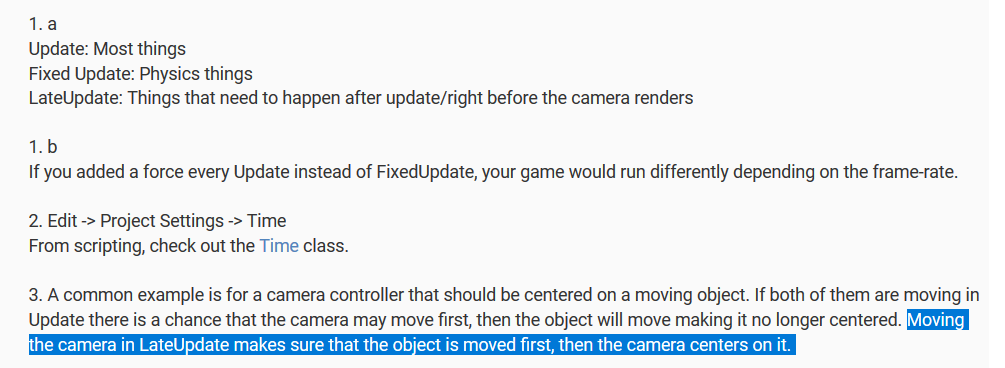 1. a
Update: Most things
Fixed Update: Physics things
LateUpdate: Things that need to happen after update/right before the camera renders
1. b
If you added a force every Update instead of FixedUpdate, your game would run differently depending on the frame-rate.
2. Edit -> Project Settings -> Time
From scripting, check out the Time class.
3. A common example is for a camera controller that should be centered on a moving object. If both of them are moving in
Update there is a chance that the camera may move first, then the object will move making it no longer centered. Moving
the camera in LateUpdate makes sure that the object is moved first, then the camera centers on it.